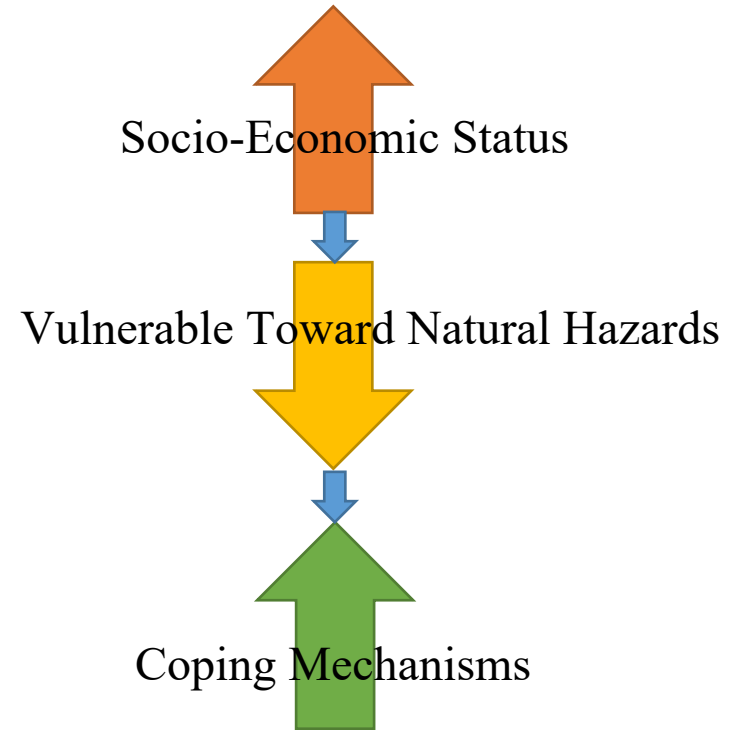 Socio-Economic Status
Vulnerable Toward Natural Hazards
Coping Mechanisms